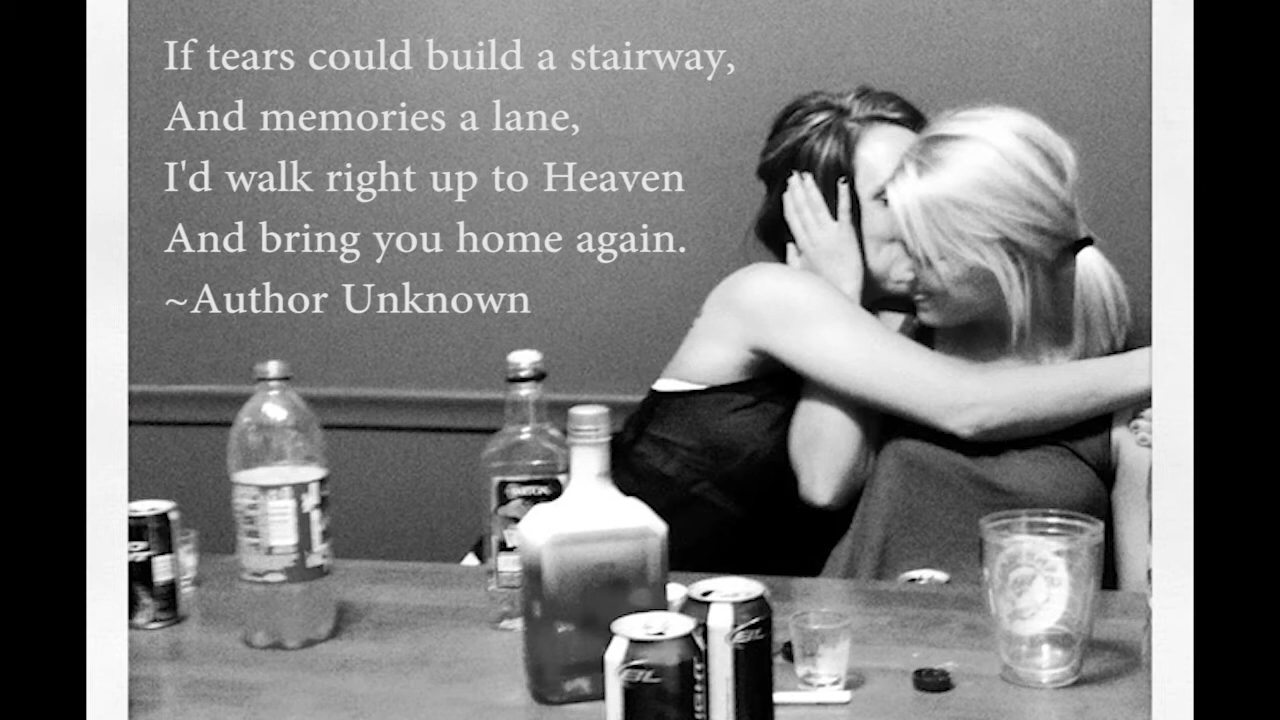 If tears could build a stairway,
And memories a lane,
I'd walk right up to Heaven
And bring you home again.
~Author Unknown